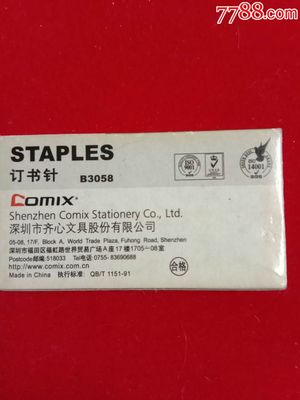 7788.com
STAPLES
订书针 B3058
COMIX
Shenzhen Comix Stationery Co., Ltd.
深圳市齐心文具股份有限公司
05-08, 17/F, Block A, World Trade Plaza, Fuhong Road, Shenzhen
深圳市福田区福虹路世界贸易广场A座17楼1705-08室
Postcode邮编:518033 Tel电话:0755-83690688
http://www.comix.com.cn
Made in China 执行标准: QB/T 1151-91
合格
ISO
9001
ISO
14001